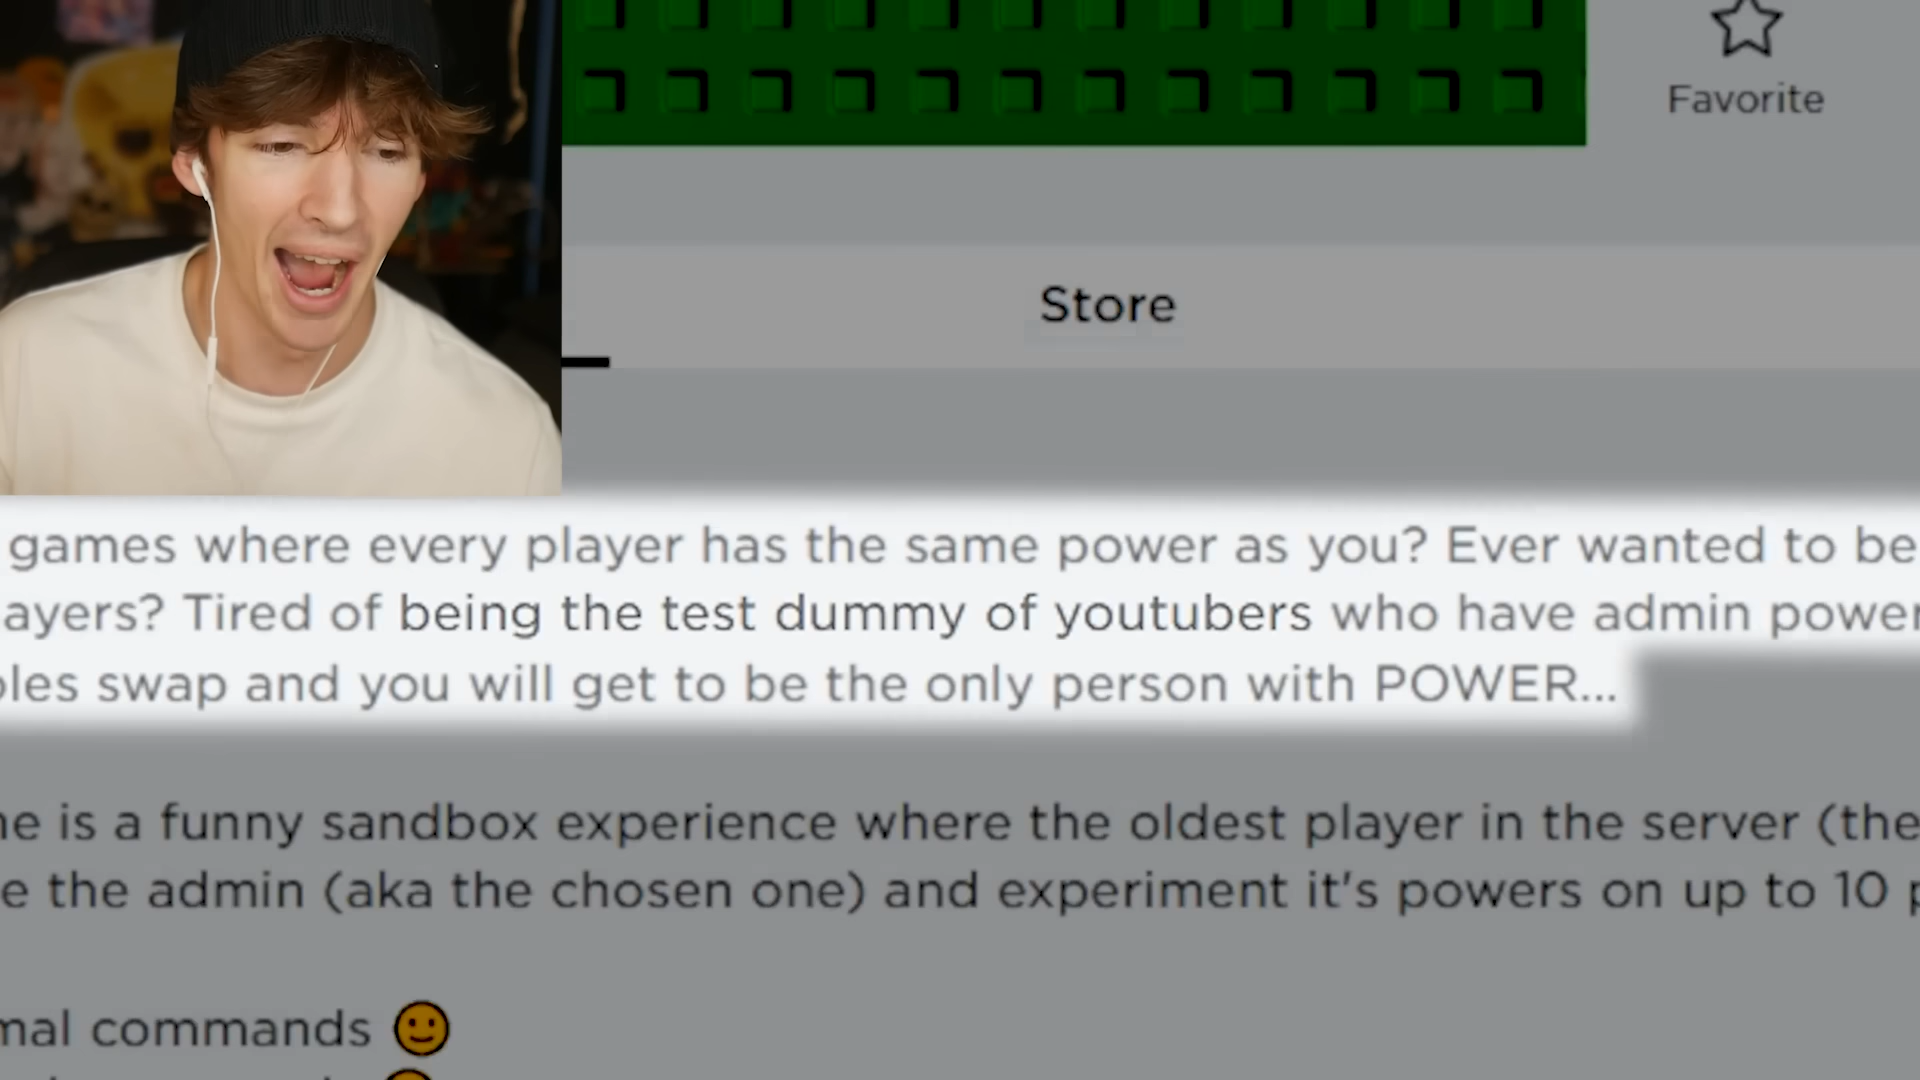 Favorite
Store
games where every player has the same power as you? Ever wanted to be
ayers? Tired of being the test dummy of youtubers who have admin power
oles swap and you will get to be the only person with POWER...
ne is a funny sandbox experience where the oldest player in the server (the
e the admin (aka the chosen one) and experiment it's powers on up to 10 p
mal commands